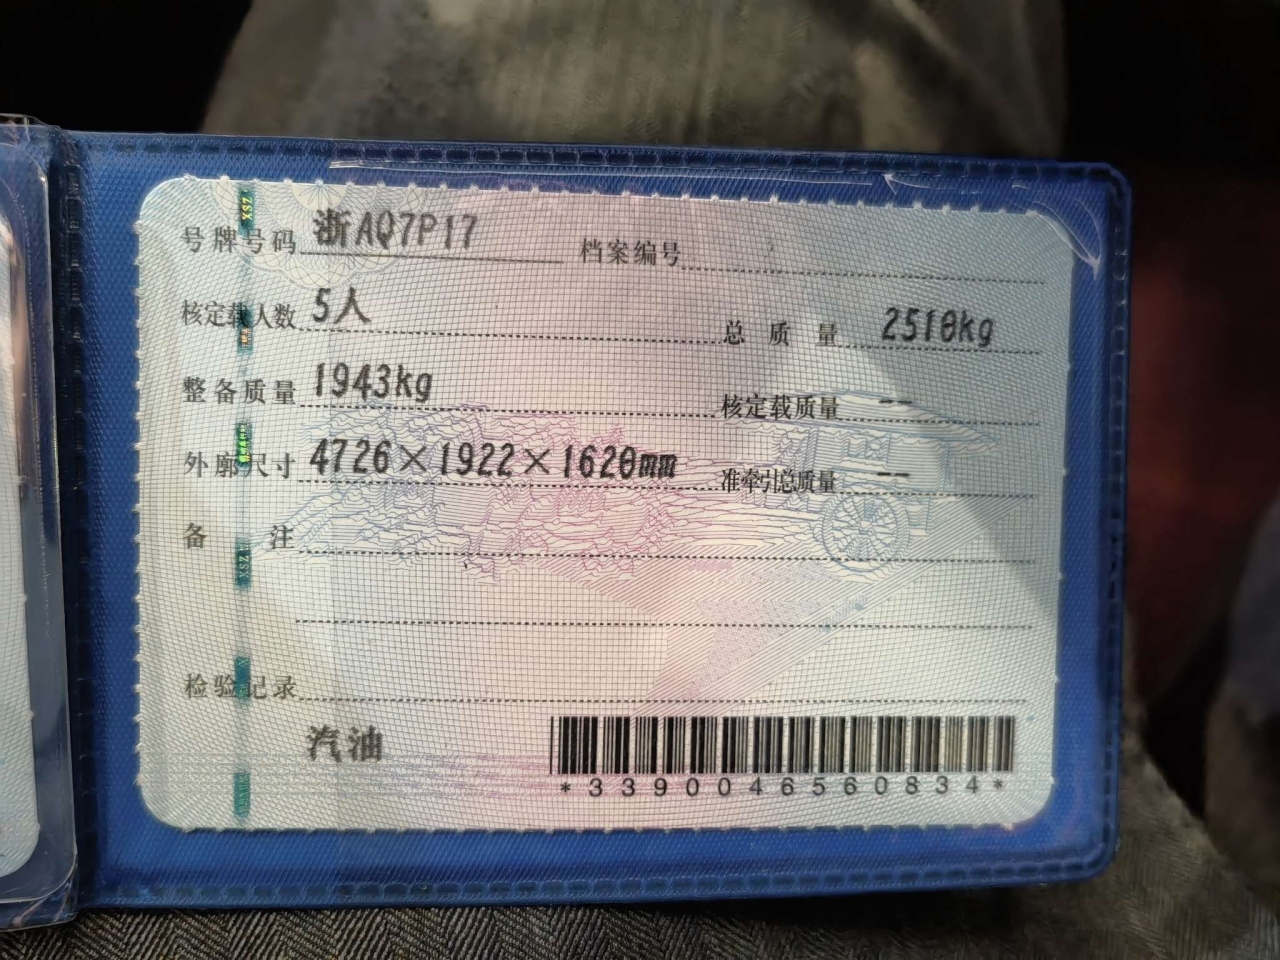 号牌号码 浙AQ7P17 档案编号
核定载人数 5人 总质量 2510kg
整备质量 1943kg 核定载质量 --
外廓尺寸 4726×1922×1620mm 准牵引总质量 --
备注
检验记录
汽油
*3390046560834*
XSZ
XSZ